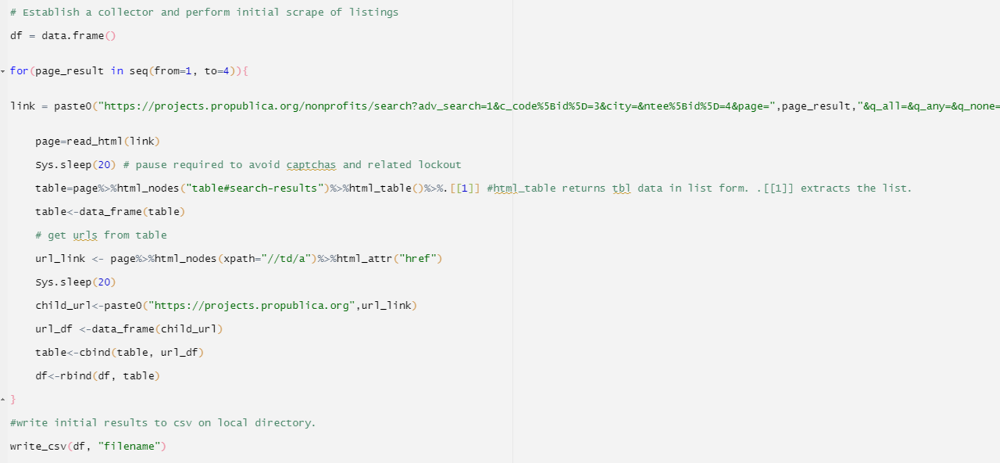 # Establish a collector and perform initial scrape of listings
df = data.frame()
for(page_result in seq(from=1, to=4)){
link = paste0("https://projects.propublica.org/nonprofits/search?adv_search=1&c_code%5Bid%5D=3&city=&ntee%5Bid%5D=4&page=",page_result,"&q_all=&q_any=&q_none=
page=read_html(link)
Sys.sleep(20) # pause required to avoid captchas and related lockout
table=page%>%html_nodes("table#search-results")%>%html_table()%>%.[[1]] #html_table returns tbl data in list form. .[[1]] extracts the list.
table<-data_frame(table)
# get urls from table
url_link <- page%>%html_nodes(xpath="//td/a")%>%html_attr("href")
Sys.sleep(20)
child_url<-paste0("https://projects.propublica.org",url_link)
url_df <-data_frame(child_url)
table<-cbind(table, url_df)
df<-rbind(df, table)
}
#write initial results to csv on local directory.
write_csv(df, "filename")